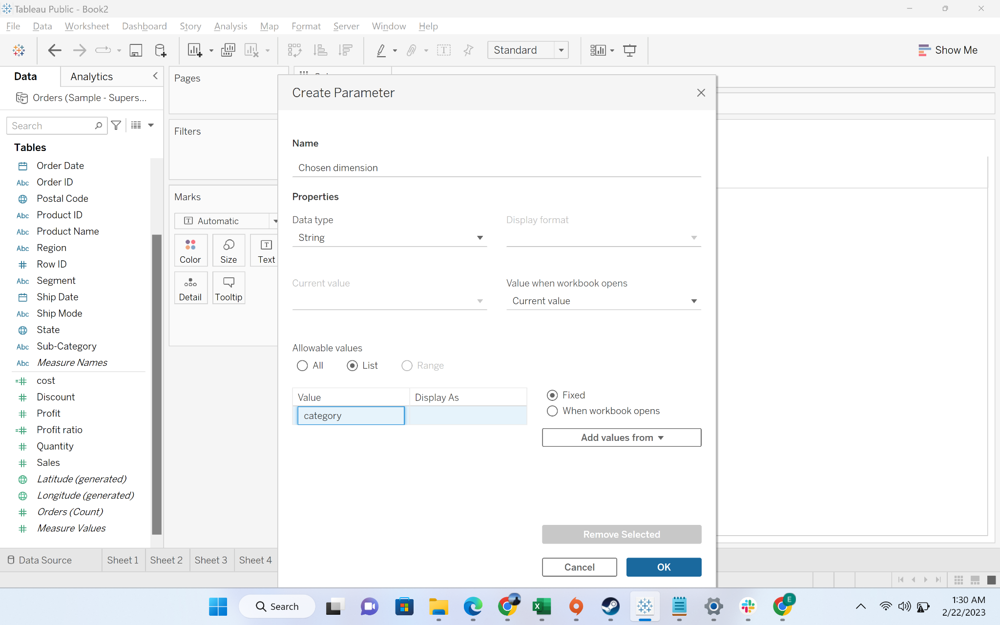 Tableau Public - Book2
File Data Worksheet Dashboard Story Analysis Map Format Server Window Help
Standard
Show Me
Data Analytics
Orders (Sample - Supers...
Search
Tables
Order Date
Abc Order ID
Postal Code
Abc Product ID
Abc Product Name
Abc Region
Row ID
Abc Segment
Ship Date
Abc Ship Mode
State
Abc Sub-Category
Abc Measure Names
cost
Discount
Profit
Profit ratio
Quantity
Sales
Latitude (generated)
Longitude (generated)
Orders (Count)
Measure Values
Pages
Filters
Marks
Automatic
Color Size Text
Detail Tooltip
Create Parameter
Name
Chosen dimension
Properties
Data type Display format
String
Current value Value when workbook opens
Current value
Allowable values
All List Range
Value Display As
category
Fixed
When workbook opens
Add values from
Remove Selected
Cancel OK
Data Source Sheet 1 Sheet 2 Sheet 3 Sheet 4
Search
1:30 AM
2/22/2023